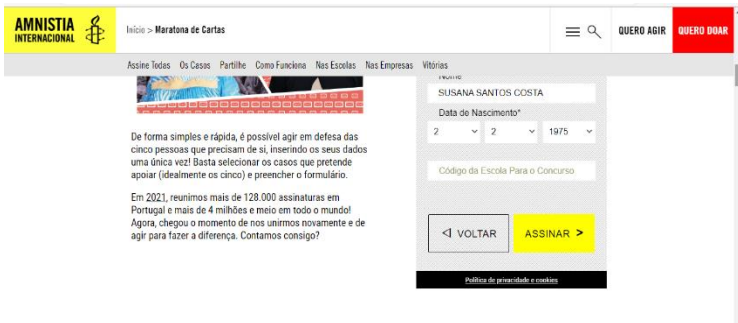 AMNISTIA
INTERNACIONAL
Início > Maratona de Cartas
QUERO AGIR
QUERO DOAR
Assine Todas Os Casos Partilhe Como Funciona Nas Escolas Nas Empresas Vitórias
De forma simples e rápida, é possível agir em defesa das
cinco pessoas que precisam de si, inserindo os seus dados
uma única vez! Basta selecionar os casos que pretende
apoiar (idealmente os cinco) e preencher o formulário.
Em 2021, reunimos mais de 128.000 assinaturas em
Portugal e mais de 4 milhões e meio em todo o mundo!
Agora, chegou o momento de nos unirmos novamente e de
agir para fazer a diferença. Contamos consigo?
Nome
SUSANA SANTOS COSTA
Data de Nascimento*
2 2 1975
Código da Escola Para o Concurso
VOLTAR
ASSINAR >
Política de privacidade e cookies